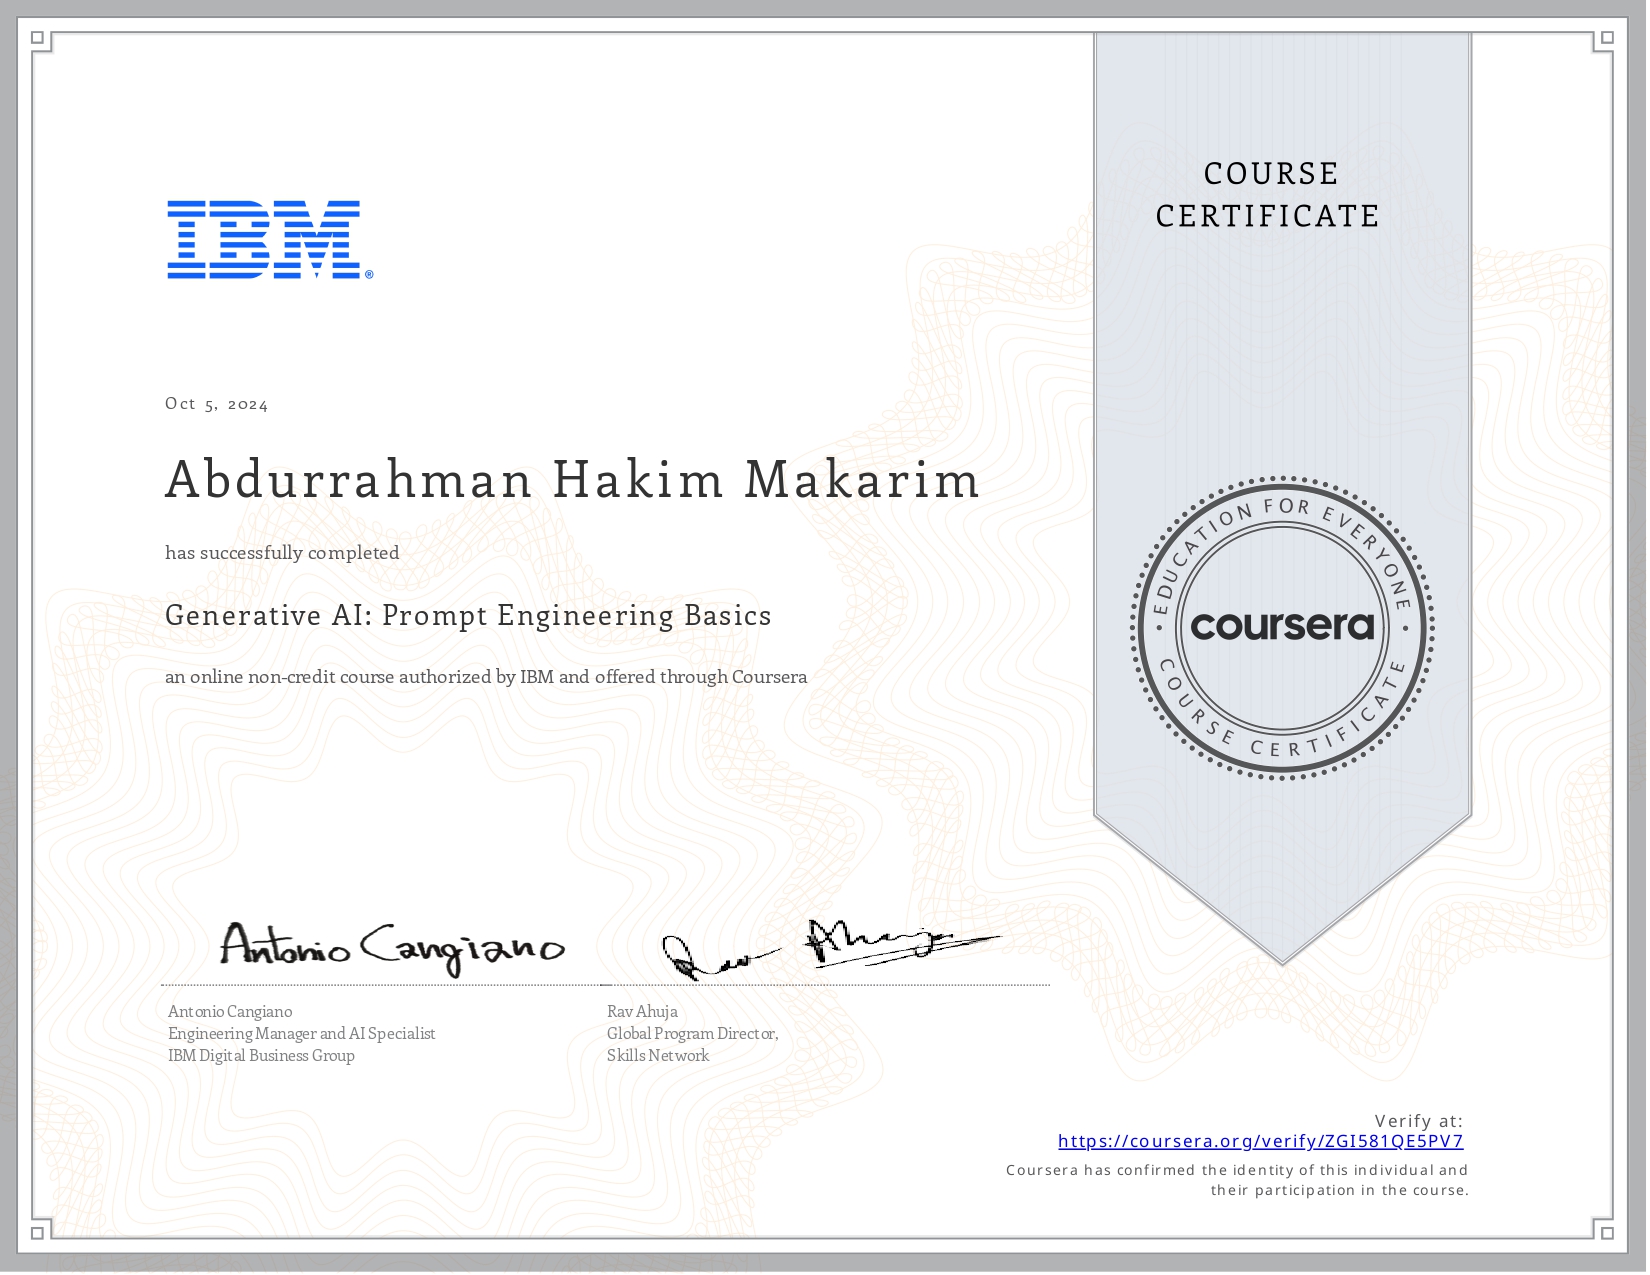 COURSE
CERTIFICATE
IBM®
Oct 5, 2024
Abdurrahman Hakim Makarim
has successfully completed
Generative AI: Prompt Engineering Basics
an online non-credit course authorized by IBM and offered through Coursera
EDUCATION FOR EVERYONE
coursera
COURSE CERTIFICATE
Antonio Cangiano
Antonio Cangiano
Engineering Manager and AI Specialist
IBM Digital Business Group
Rav Ahuja
Rav Ahuja
Global Program Director,
Skills Network
Verify at:
https://coursera.org/verify/ZGI581QE5PV7
Coursera has confirmed the identity of this individual and
their participation in the course.